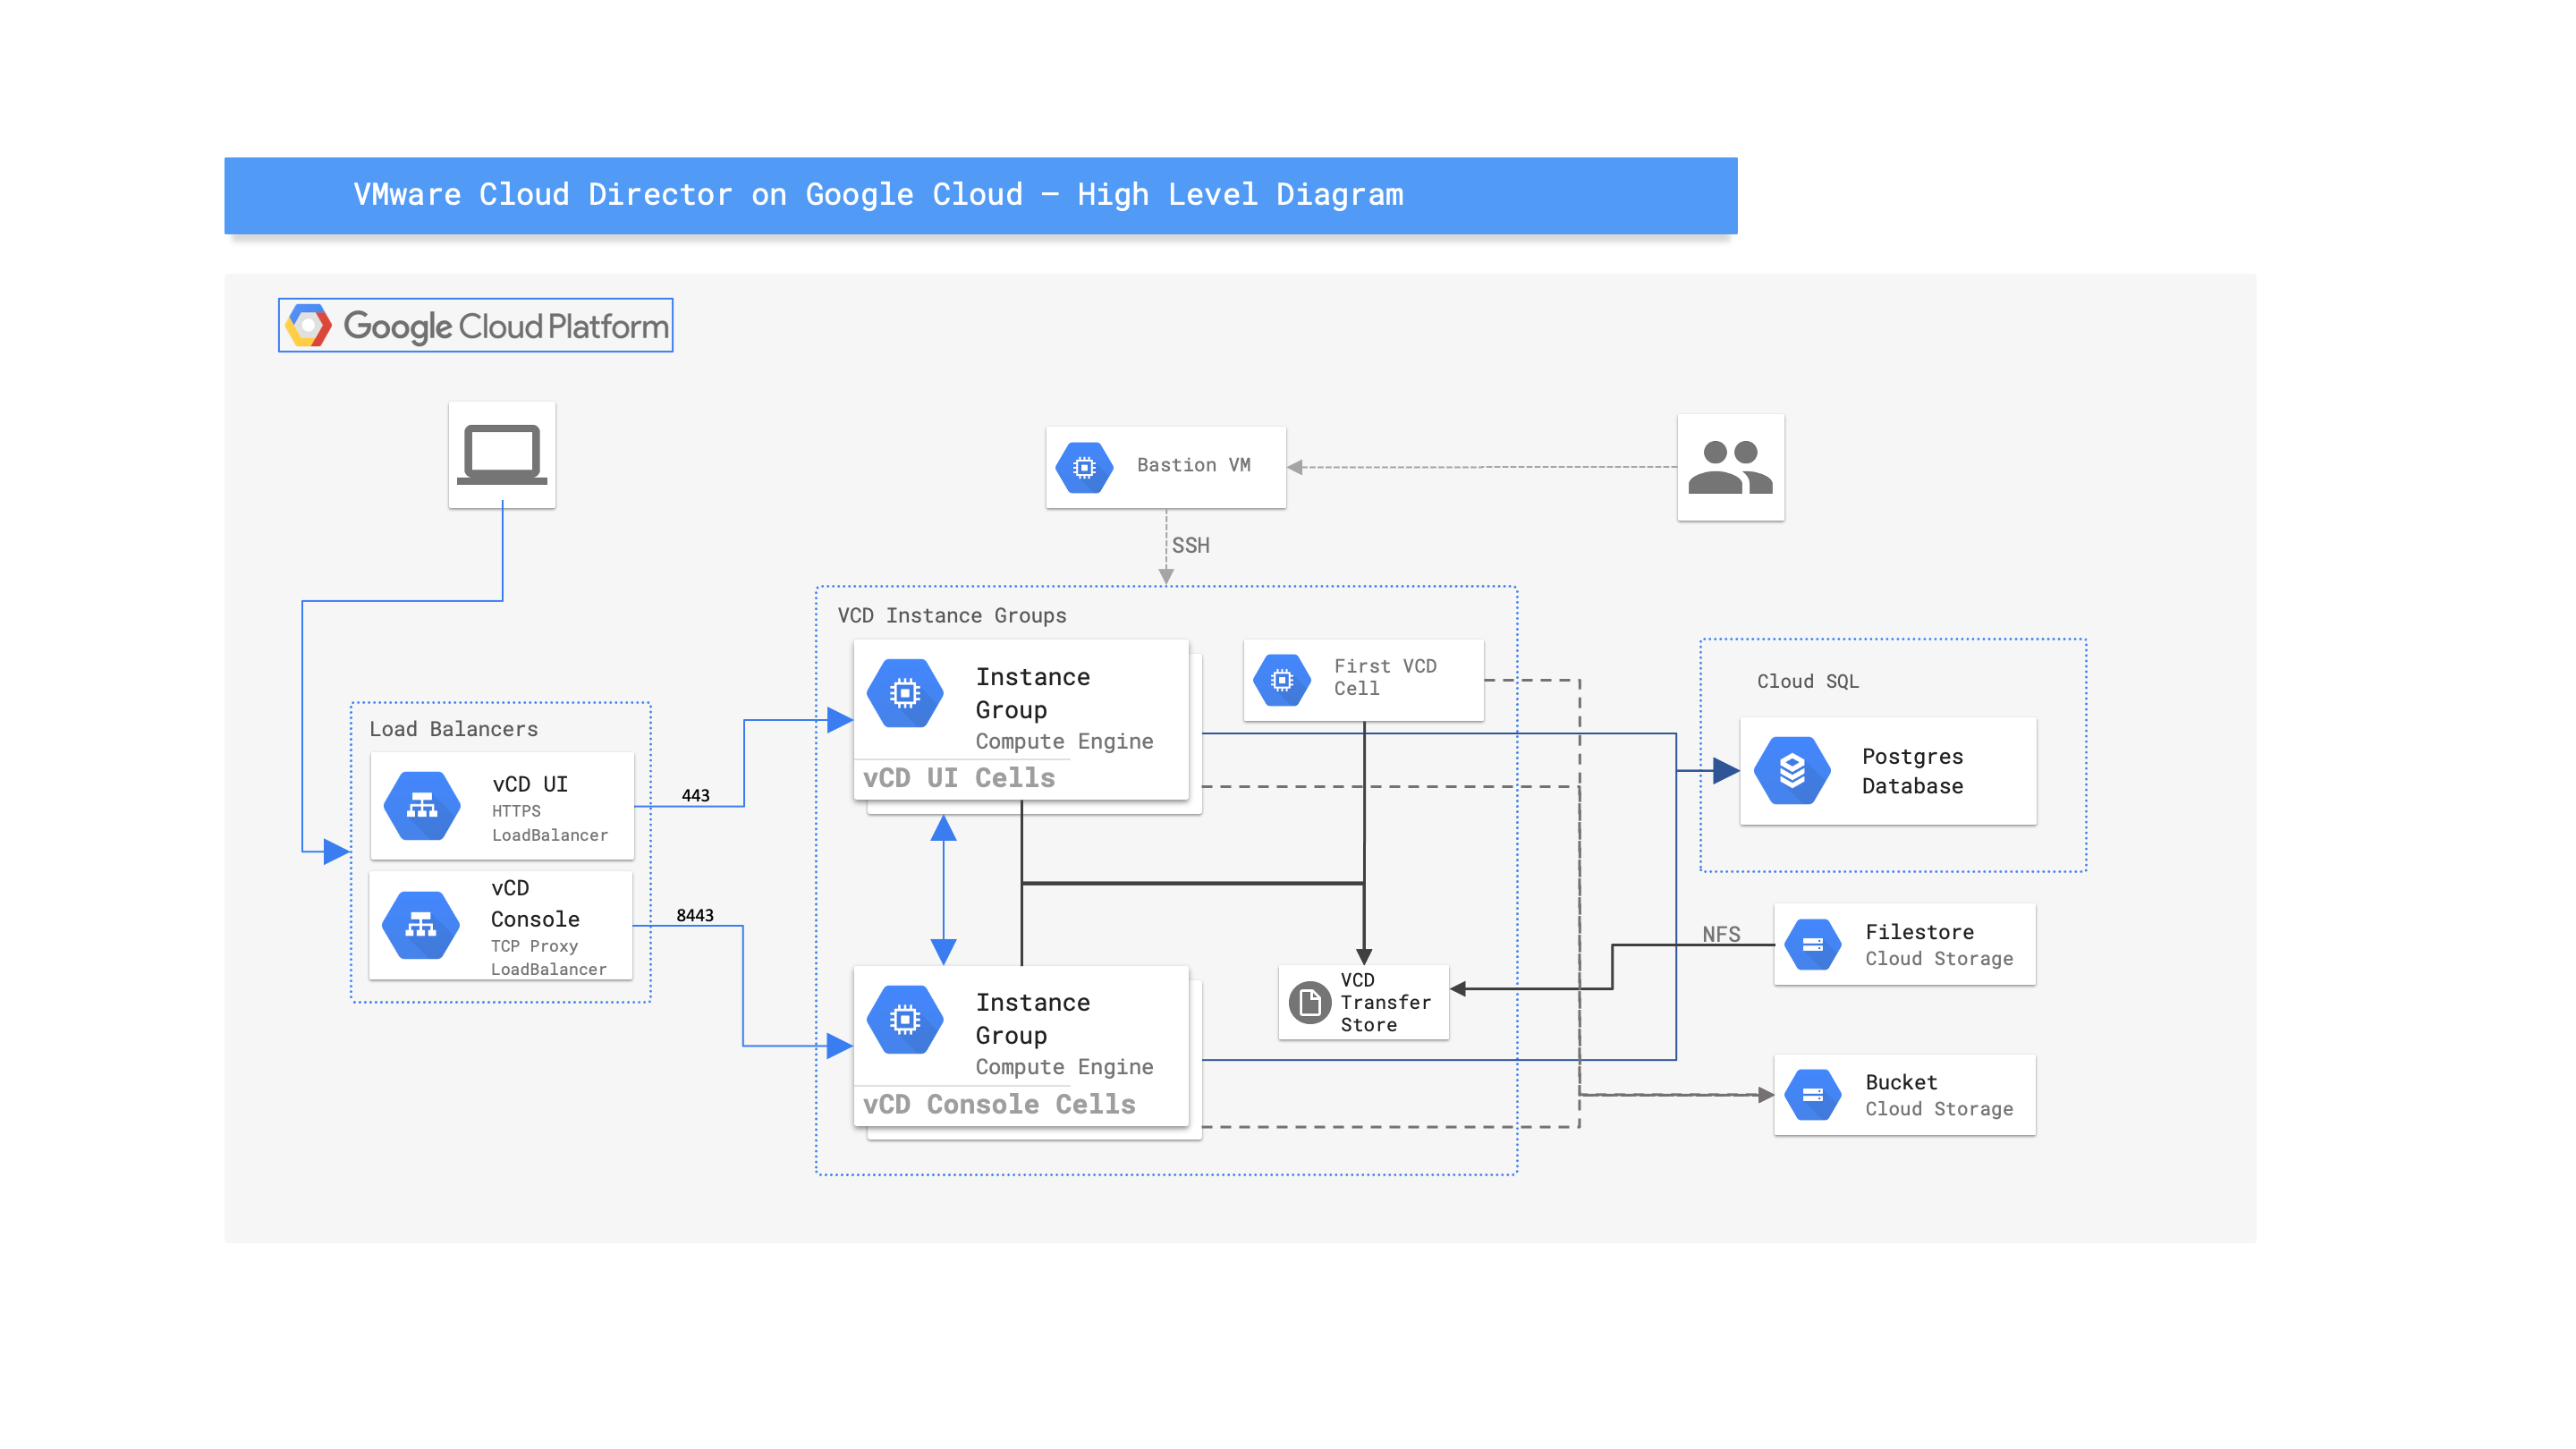 VMware Cloud Director on Google Cloud – High Level Diagram
Google Cloud Platform
Bastion VM
SSH
VCD Instance Groups
Instance
Group
Compute Engine
vCD UI Cells
First VCD
Cell
Cloud SQL
Postgres
Database
Load Balancers
vCD UI
HTTPS
LoadBalancer
443
vCD
Console
TCP Proxy
LoadBalancer
8443
NFS
Filestore
Cloud Storage
VCD
Transfer
Store
Instance
Group
Compute Engine
vCD Console Cells
Bucket
Cloud Storage